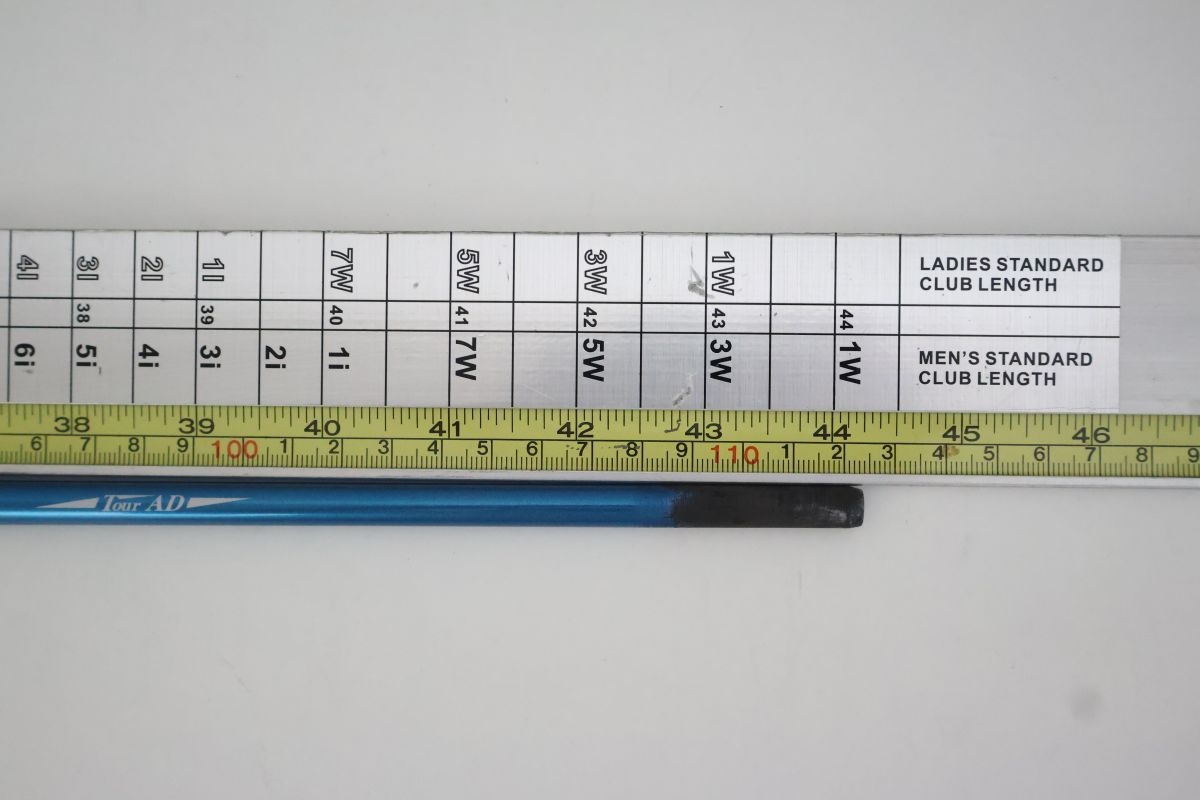 4I 3I 2I 1I 7W 5W 3W 1W LADIES STANDARD
CLUB LENGTH
38 39 40 41 42 43 44
6i 5i 4i 3i 2i 1i 7W 5W 3W 1W MEN'S STANDARD
CLUB LENGTH
38 39 40 41 42 43 44 45 46
6 7 8 9 100 1 2 3 4 5 6 7 8 9 110 1 2 3 4 5 6 7 8 9
Tour AD